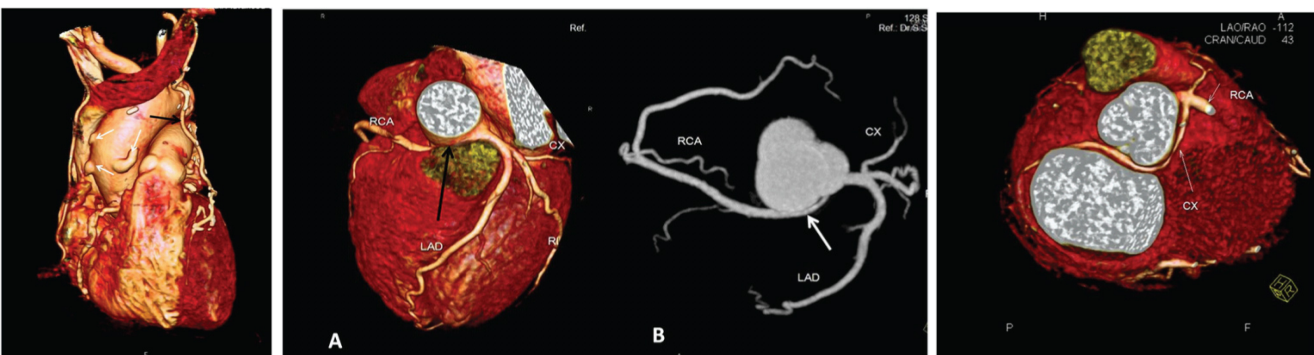 Ref.
128 S
Ref.: Dr.S.S
P
RCA
CX
LAD
RI
A
RCA
CX
LAD
B
H
A
LAO/RAO -112
CRAN/CAUD 43
RCA
CX
P
F